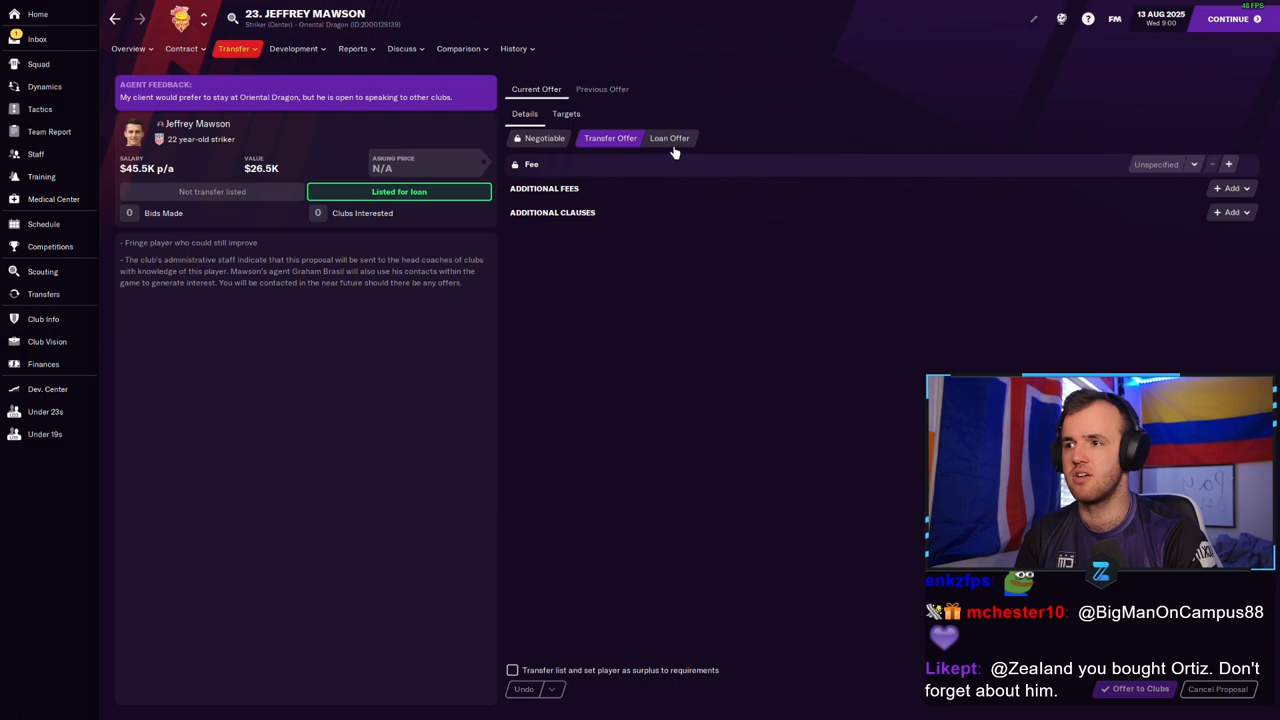 48 FPS
23. JEFFREY MAWSON
Striker (Center) - Oriental Dragon (ID:2000129139)
FM
13 AUG 2025
Wed 9:00
CONTINUE
Home
1
Inbox
Squad
Dynamics
Tactics
Team Report
Staff
Training
Medical Center
Schedule
Competitions
Scouting
Transfers
Club Info
Club Vision
Finances
Dev. Center
Under 23s
Under 19s
Overview
Contract
Transfer
Development
Reports
Discuss
Comparison
History
AGENT FEEDBACK:
My client would prefer to stay at Oriental Dragon, but he is open to speaking to other clubs.
Jeffrey Mawson
22 year-old striker
SALARY
$45.5K p/a
VALUE
$26.5K
ASKING PRICE
N/A
Not transfer listed
Listed for loan
0 Bids Made
0 Clubs Interested
- Fringe player who could still improve
- The club's administrative staff indicate that this proposal will be sent to the head coaches of clubs
with knowledge of this player. Mawson's agent Graham Brasil will also use his contacts within the
game to generate interest. You will be contacted in the near future should there be any offers.
Current Offer
Previous Offer
Details
Targets
Negotiable
Transfer Offer
Loan Offer
Fee
Unspecified
ADDITIONAL FEES
+ Add
ADDITIONAL CLAUSES
+ Add
Transfer list and set player as surplus to requirements
Undo
Offer to Clubs
Cancel Proposal
enkzfps:
mchester10: @BigManOnCampus88
Likept: @Zealand you bought Ortiz. Don't
forget about him.